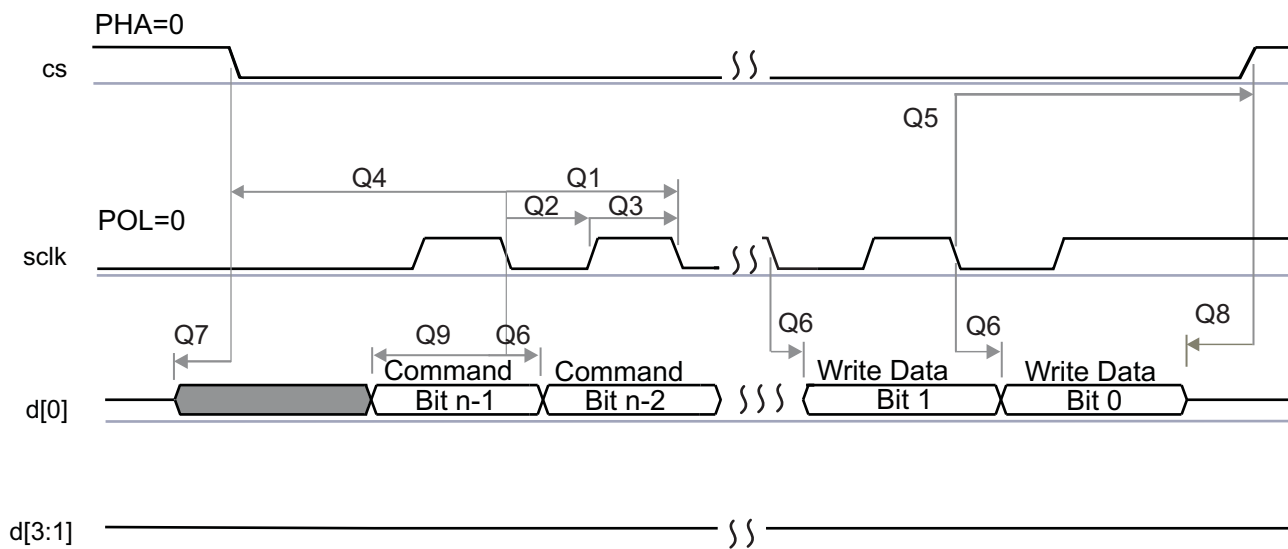 PHA=0
cs
Q5
Q4 Q1
Q2 Q3
POL=0
sclk
Q7 Q9 Q6 Q6 Q6 Q8
Command Command Write Data Write Data
d[0] Bit n-1 Bit n-2 Bit 1 Bit 0
d[3:1]